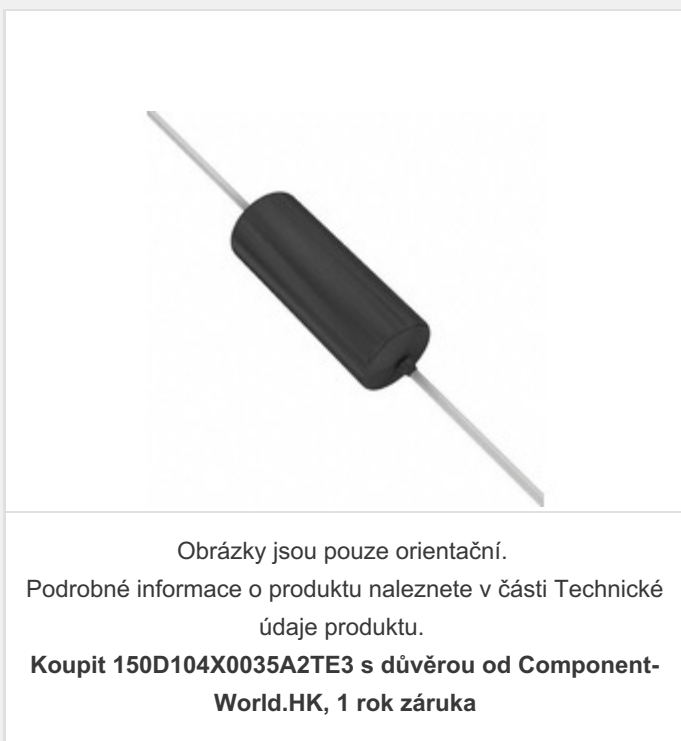 Obrázky jsou pouze orientační.
Podrobné informace o produktu naleznete v části Technické
údaje produktu.
Koupit 150D104X0035A2TE3 s důvěrou od Component-
World.HK, 1 rok záruka